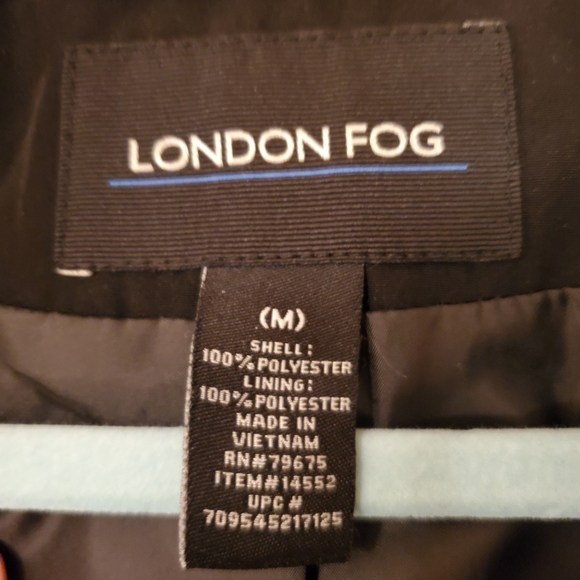 LONDON FOG
(M)
SHELL:
100% POLYESTER
LINING:
100% POLYESTER
MADE IN
VIETNAM
RN#79675
ITEM#14552
UPC #
709545217125